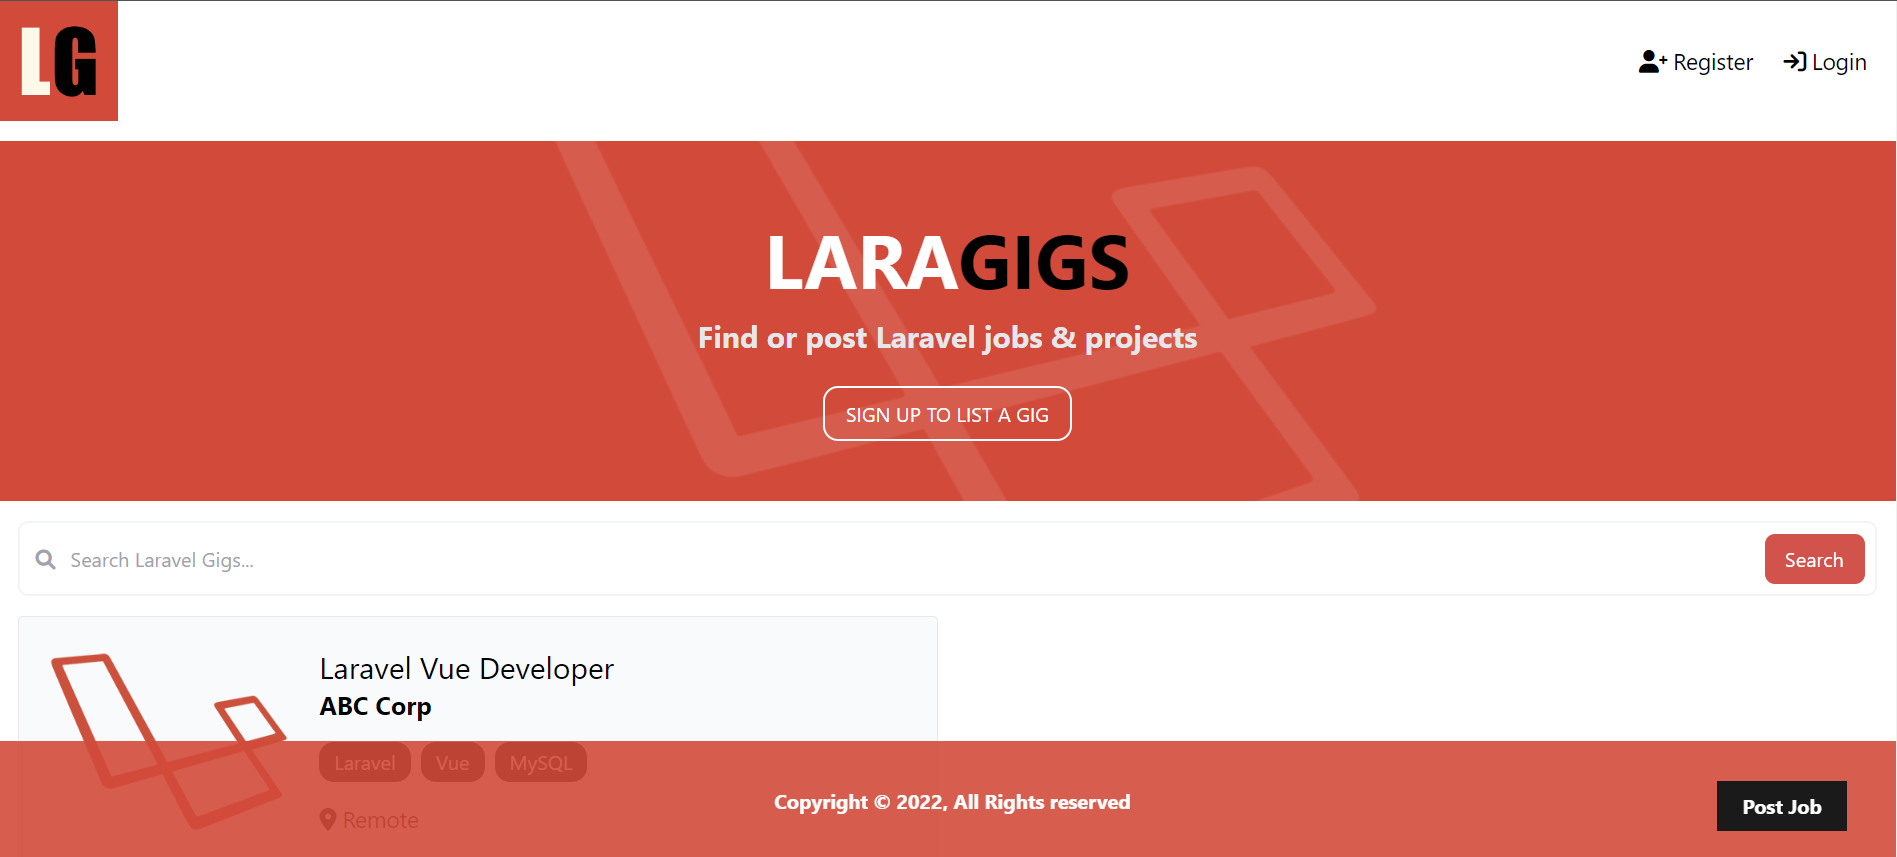 LG
Register
Login
LARAGIGS
Find or post Laravel jobs & projects
SIGN UP TO LIST A GIG
Search Laravel Gigs...
Search
Laravel Vue Developer
ABC Corp
Laravel
Vue
MySQL
Remote
Copyright © 2022, All Rights reserved
Post Job